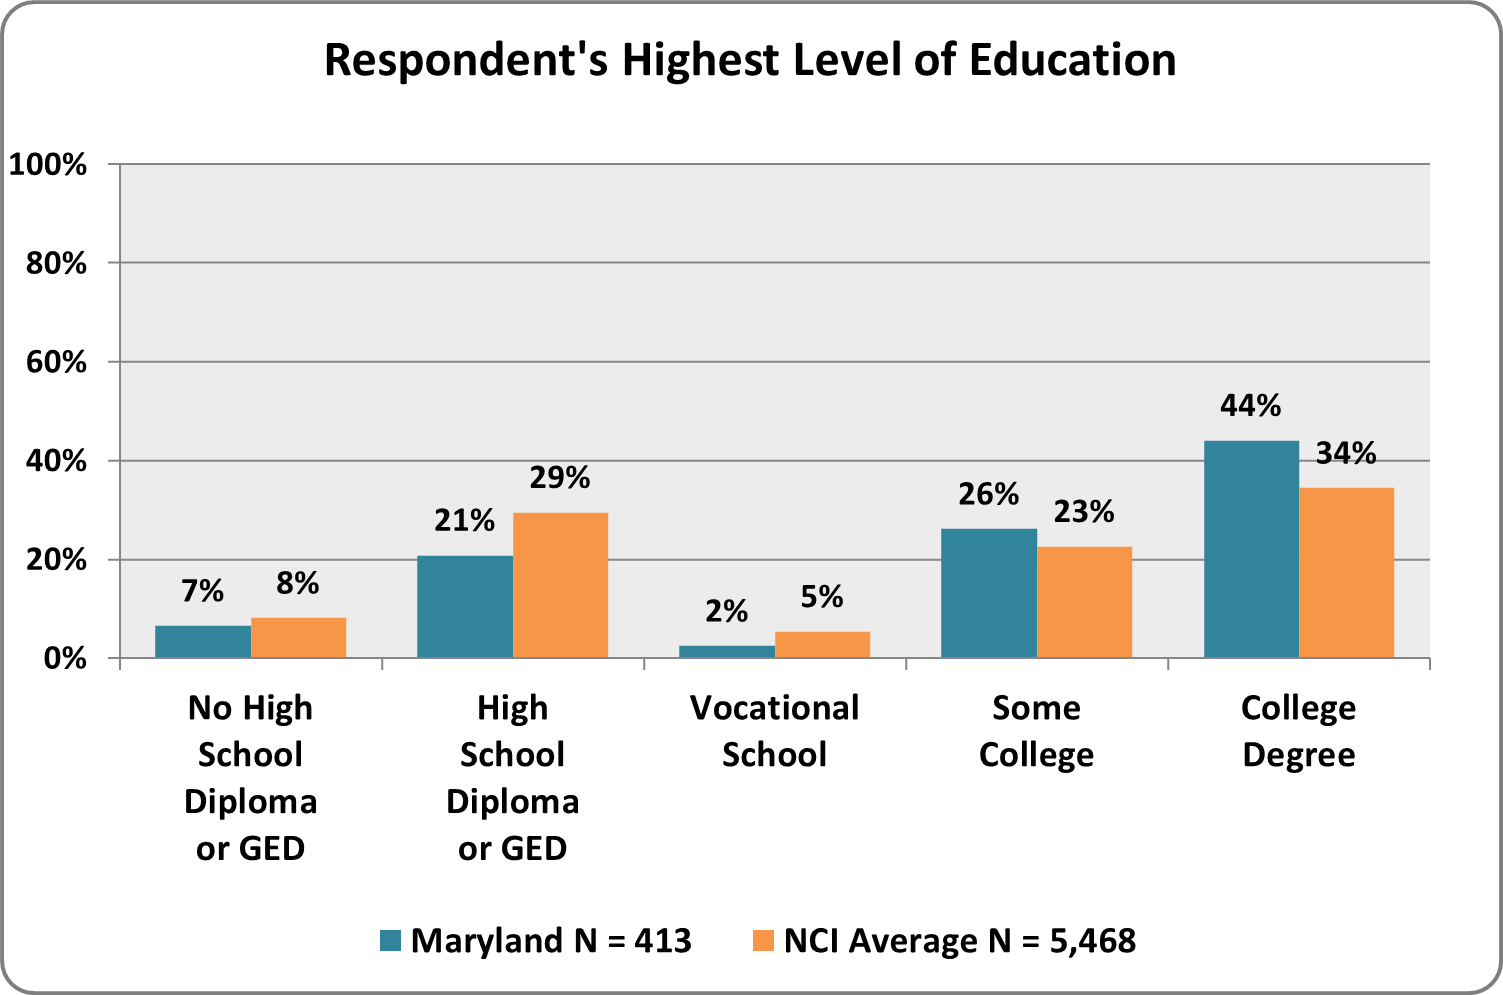 Respondent's Highest Level of Education
100%
80%
60%
40%
20%
0%
7%
8%
21%
29%
2%
5%
26%
23%
44%
34%
No High
School
Diploma
or GED
High
School
Diploma
or GED
Vocational
School
Some
College
College
Degree
Maryland N = 413
NCI Average N = 5,468